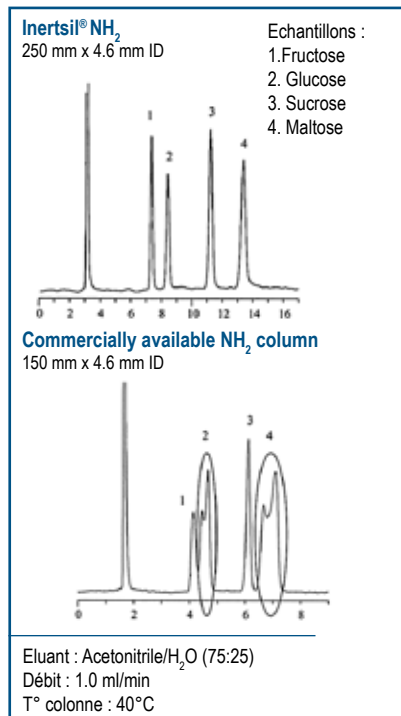 Inertsil® NH₂
250 mm x 4.6 mm ID
Echantillons :
1.Fructose
2. Glucose
3. Sucrose
4. Maltose
1
2
3
4
0 2 4 6 8 10 12 14 16
Commercially available NH₂ column
150 mm x 4.6 mm ID
1
2
3
4
0 2 4 6 8
Eluant : Acetonitrile/H₂O (75:25)
Débit : 1.0 ml/min
T° colonne : 40°C